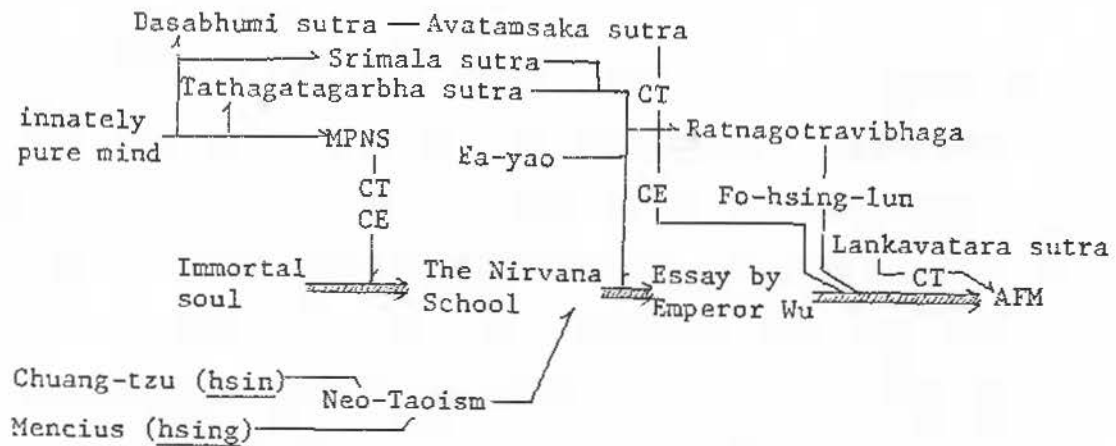 Dasabhumi sutra — Avatamsaka sutra
Srimala sutra
Tathagatagarbha sutra
CT
innately
pure mind
MPNS
Ratnagotravibhaga
Ea-yao
CT
CE
CE
Fo-hsing-lun
Lankavatara sutra
CT
Immortal
soul
The Nirvana
School
Essay by
Emperor Wu
AFM
Chuang-tzu (hsin)
Neo-Taoism
Mencius (hsing)